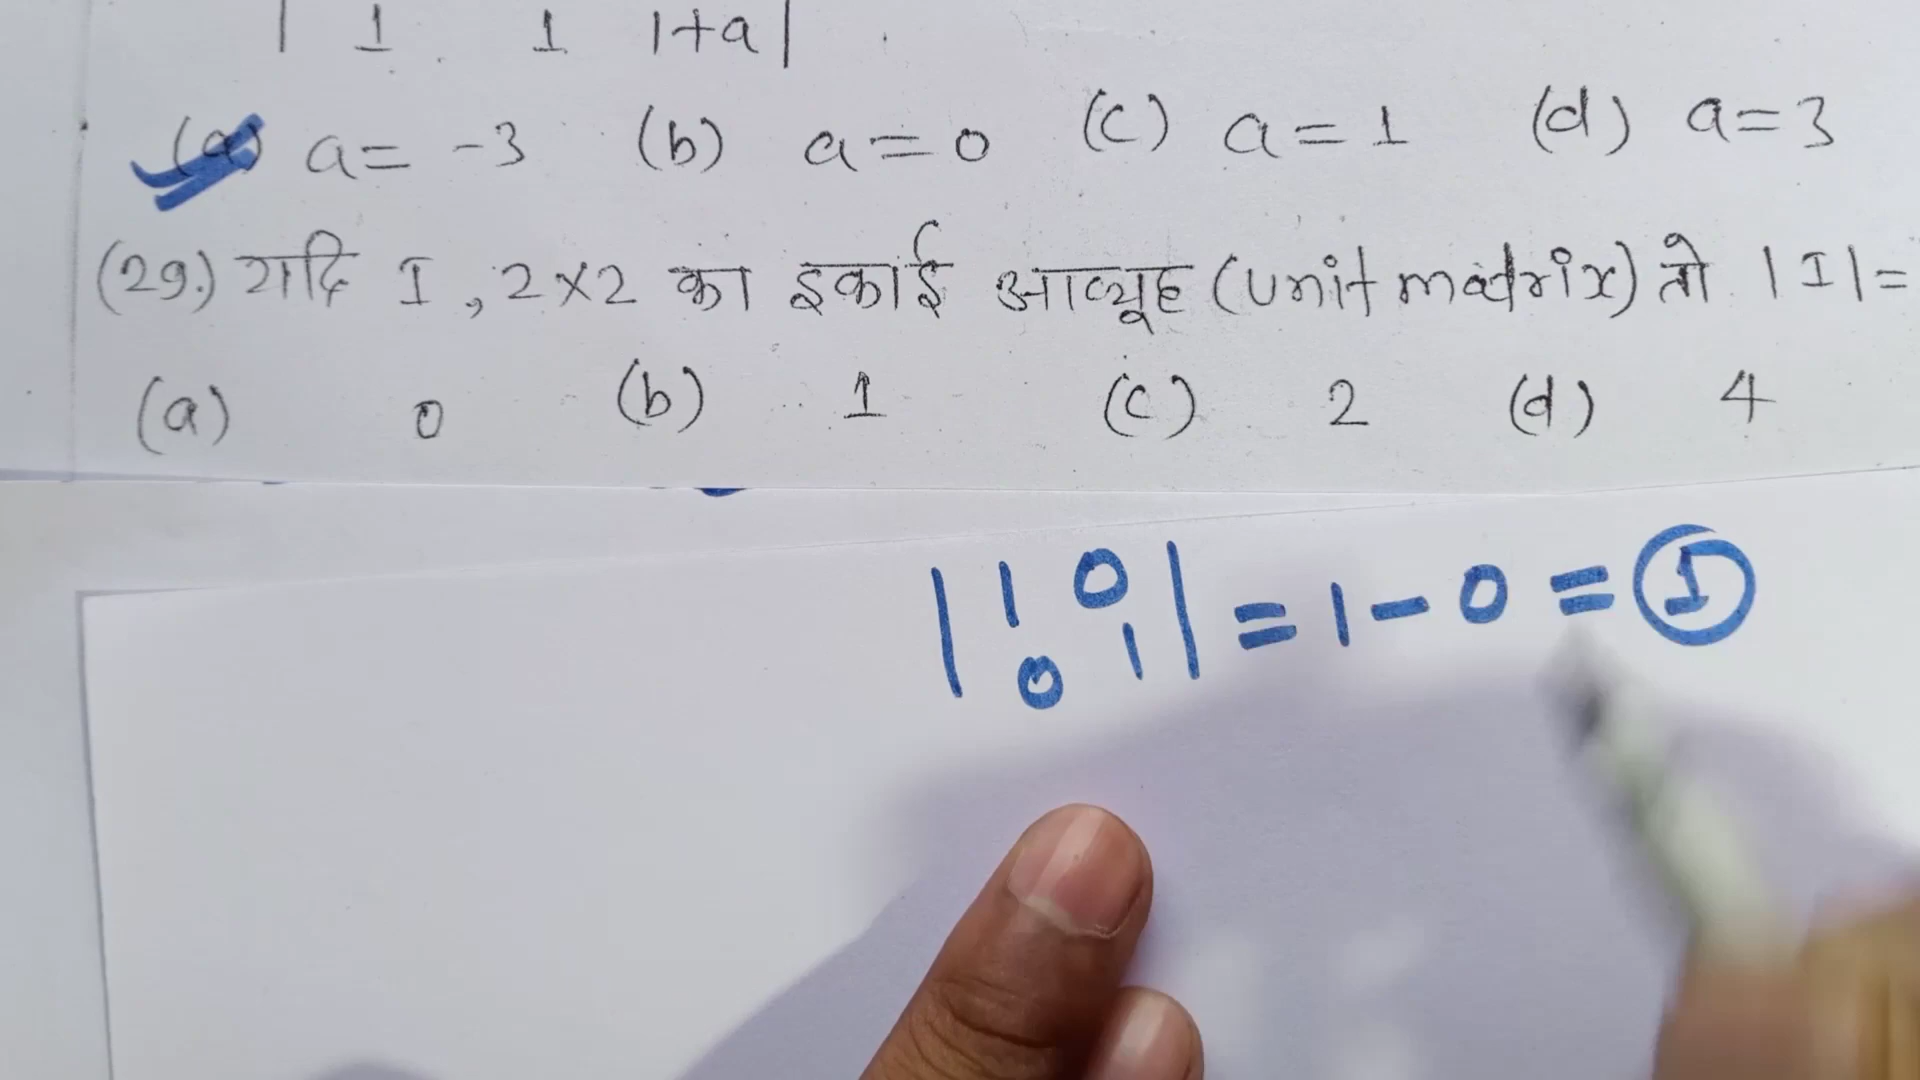 | 1 1 1+a |
(a) a = -3 (b) a = 0 (c) a = 1 (d) a = 3
(29.) यदि I, 2×2 का इकाई आव्यूह (unit matrix) तो |I| =
(a) 0 (b) 1 (c) 2 (d) 4
| 1 0 | = 1 - 0 = 1
| 0 1 |